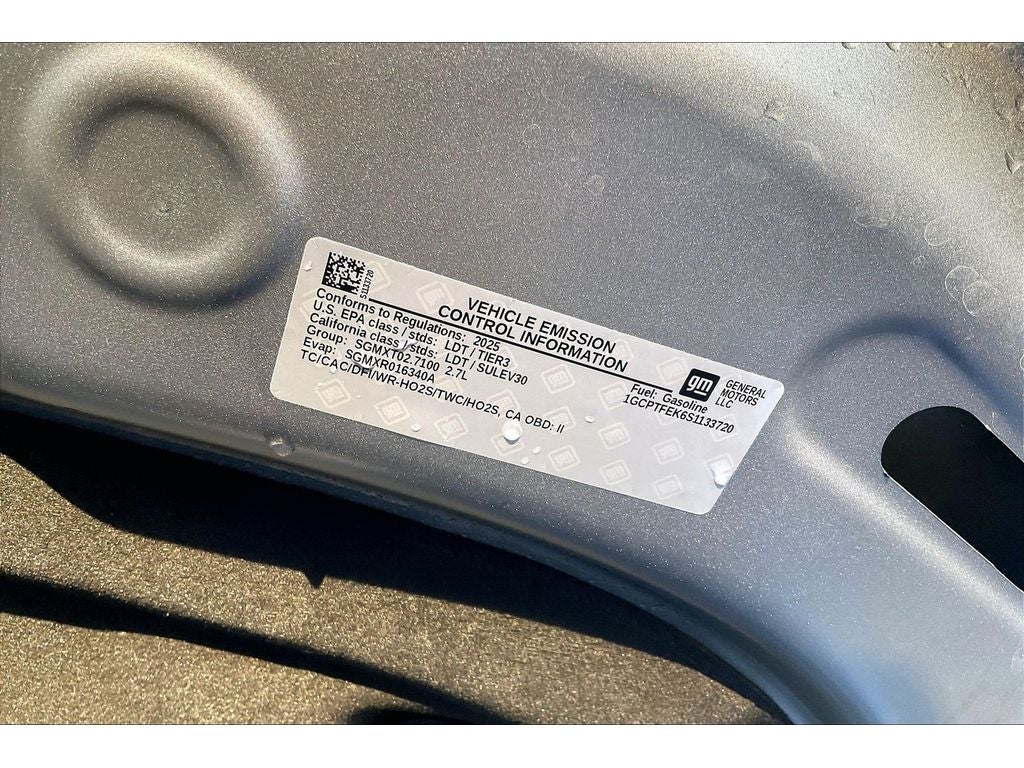 S1133720
VEHICLE EMISSION
CONTROL INFORMATION
Conforms to Regulations: 2025
U.S. EPA class / stds: LDT / TIER3
California class / stds: LDT / SULEV30
Group: SGMXT02.7100 2.7L
Evap: SGMXR016340A
TC/CAC/DFI/WR-HO2S/TWC/HO2S, CA OBD: II
gm
GENERAL
MOTORS
LLC
Fuel: Gasoline
1GCPTFEK6S1133720